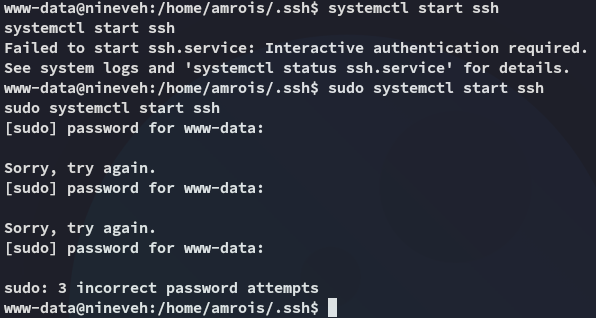 www-data@nineveh:/home/amrois/.ssh$ systemctl start ssh
systemctl start ssh
Failed to start ssh.service: Interactive authentication required.
See system logs and 'systemctl status ssh.service' for details.
www-data@nineveh:/home/amrois/.ssh$ sudo systemctl start ssh
sudo systemctl start ssh
[sudo] password for www-data:
Sorry, try again.
[sudo] password for www-data:
Sorry, try again.
[sudo] password for www-data:
sudo: 3 incorrect password attempts
www-data@nineveh:/home/amrois/.ssh$